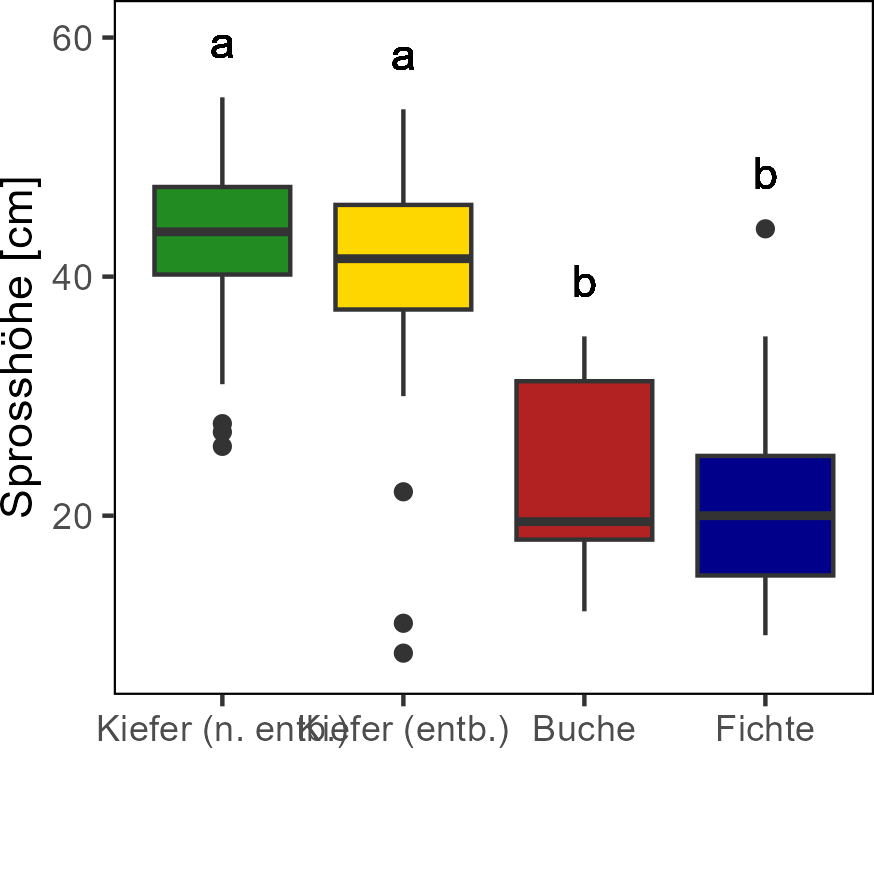 Sprosshöhe [cm]
60
40
20
a
a
b
b
Kiefer (n. entb.)
Kiefer (entb.)
Buche
Fichte